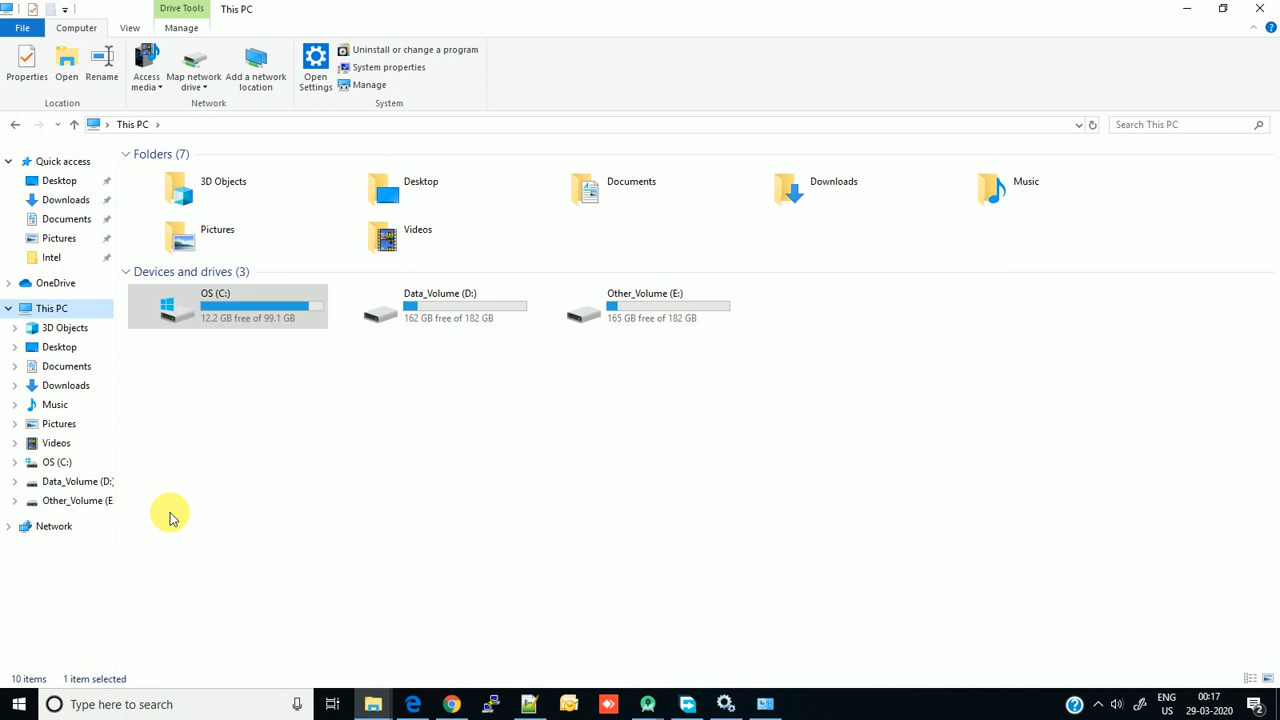 Drive Tools
This PC
File
Computer
View
Manage
Properties
Open
Rename
Access media
Map network drive
Add a network location
Open Settings
Uninstall or change a program
System properties
Manage
Location
Network
System
This PC
Search This PC
Quick access
Desktop
Downloads
Documents
Pictures
Intel
OneDrive
This PC
3D Objects
Desktop
Documents
Downloads
Music
Pictures
Videos
OS (C:)
Data_Volume (D:)
Other_Volume (E
Network
Folders (7)
3D Objects
Desktop
Documents
Downloads
Music
Pictures
Videos
Devices and drives (3)
OS (C:)
12.2 GB free of 99.1 GB
Data_Volume (D:)
162 GB free of 182 GB
Other_Volume (E:)
165 GB free of 182 GB
10 items
1 item selected
Type here to search
ENG
US
00:17
29-03-2020
2